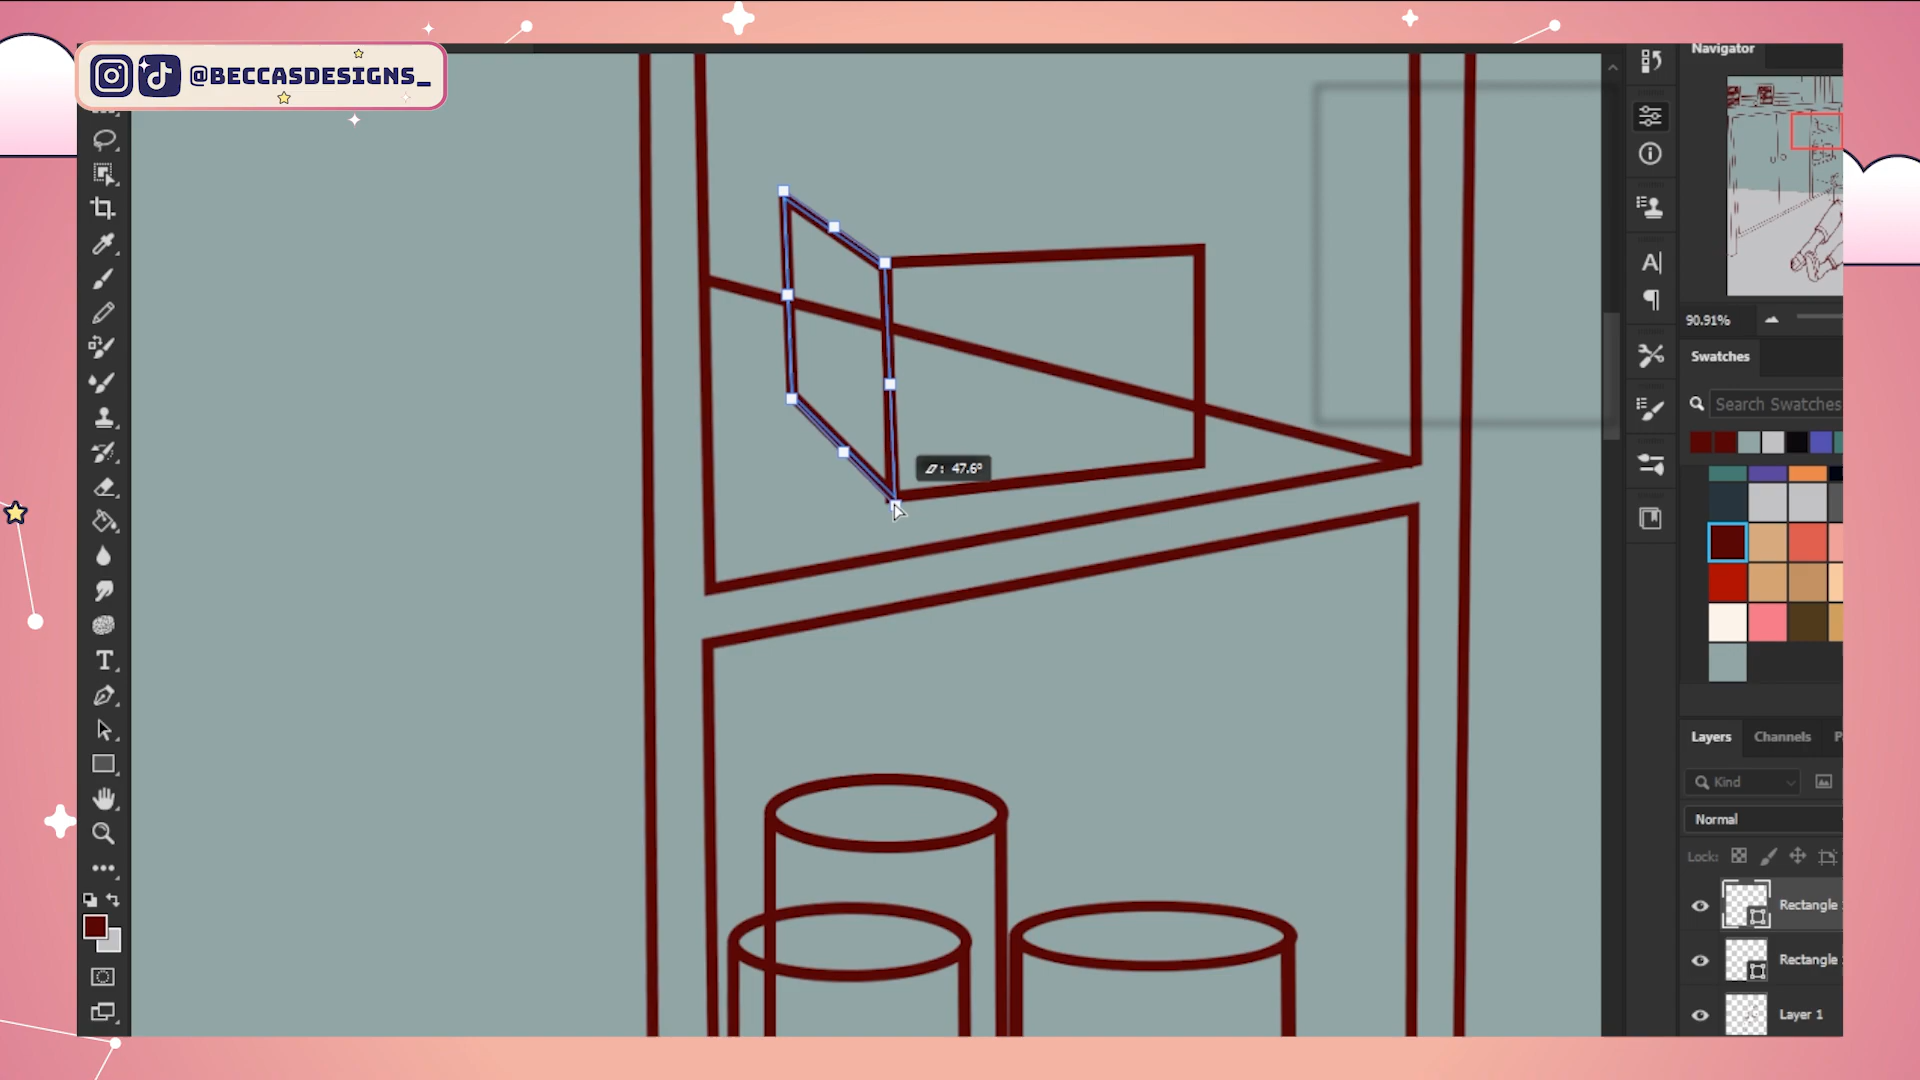 @BECCASDESIGNS_
Navigator
90.91%
Swatches
Search Swatches
47.6°
Layers
Channels
Kind
Normal
Lock:
Rectangle
Rectangle
Layer 1